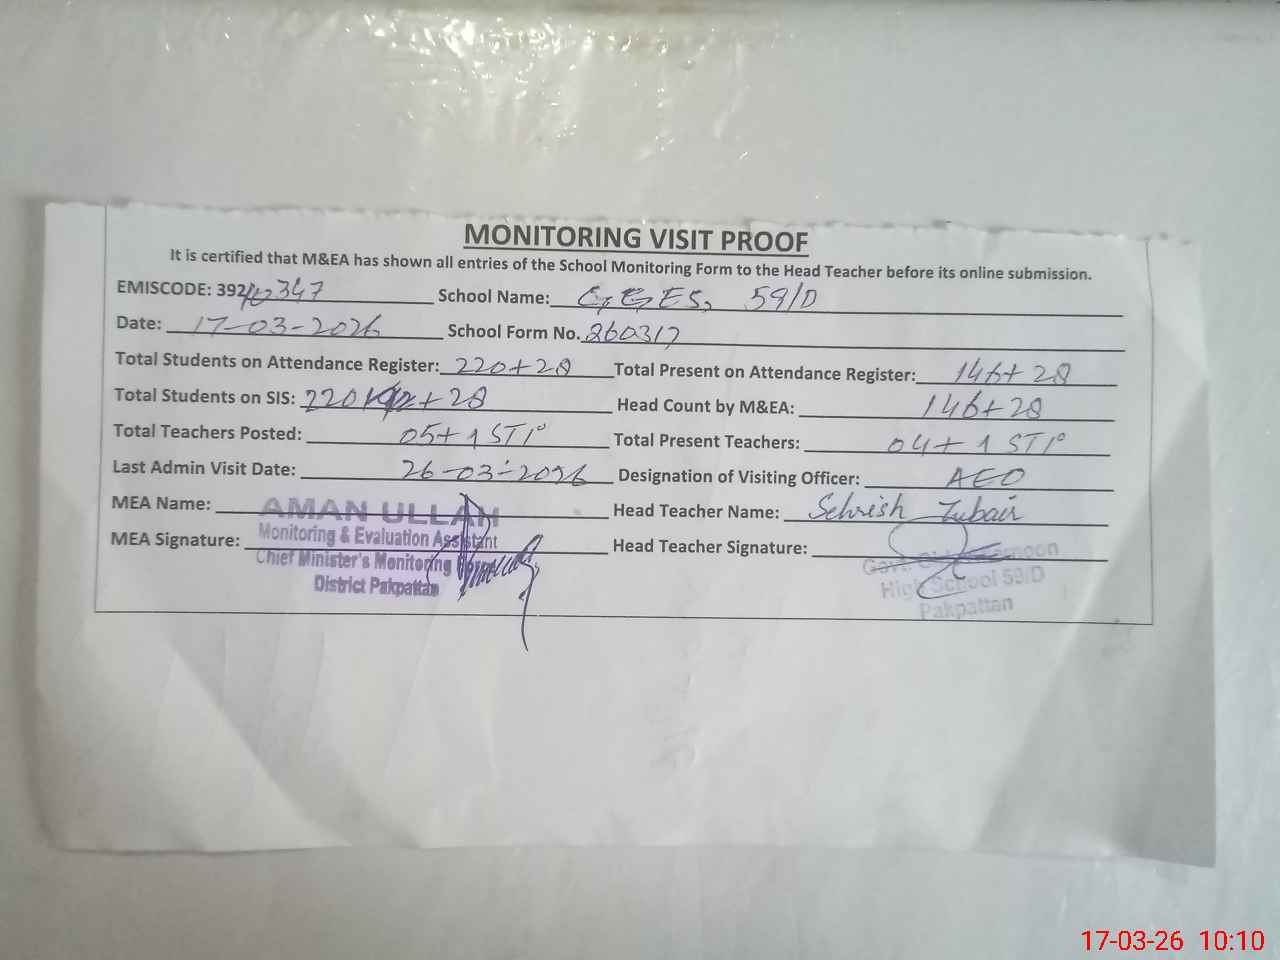 MONITORING VISIT PROOF
It is certified that M&EA has shown all entries of the School Monitoring Form to the Head Teacher before its online submission.
EMISCODE: 39240347 School Name: G.G.E.S, 59/D
Date: 17-03-2026 School Form No. 260317
Total Students on Attendance Register: 220+28 Total Present on Attendance Register: 146+28
Total Students on SIS: 220 + 28 Head Count by M&EA: 146+28
Total Teachers Posted: 05+1 STI Total Present Teachers: 04+1 STI
Last Admin Visit Date: 26-03-2026 Designation of Visiting Officer: AEO
MEA Name: AMAN ULLAH Head Teacher Name: Sehrish Zubair
Monitoring & Evaluation Assistant
MEA Signature: Head Teacher Signature:
Chief Minister's Monitoring Govt. noon
District Pakpattan High School 59/D
Pakpattan
17-03-26 10:10